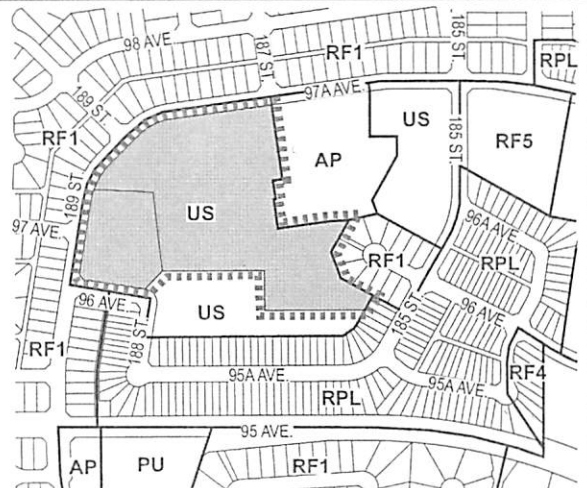 98 AVE.
187 ST.
RF1
185 ST.
RPL
189 ST.
97A AVE.
RF1
US
185 ST.
RF5
AP
189 ST.
US
97 AVE.
96A AVE.
RF1
RPL
96 AVE.
US
185 ST.
96 AVE.
188 ST.
RF1
RF4
95A AVE.
95A AVE.
RPL
95 AVE.
AP
PU
RF1